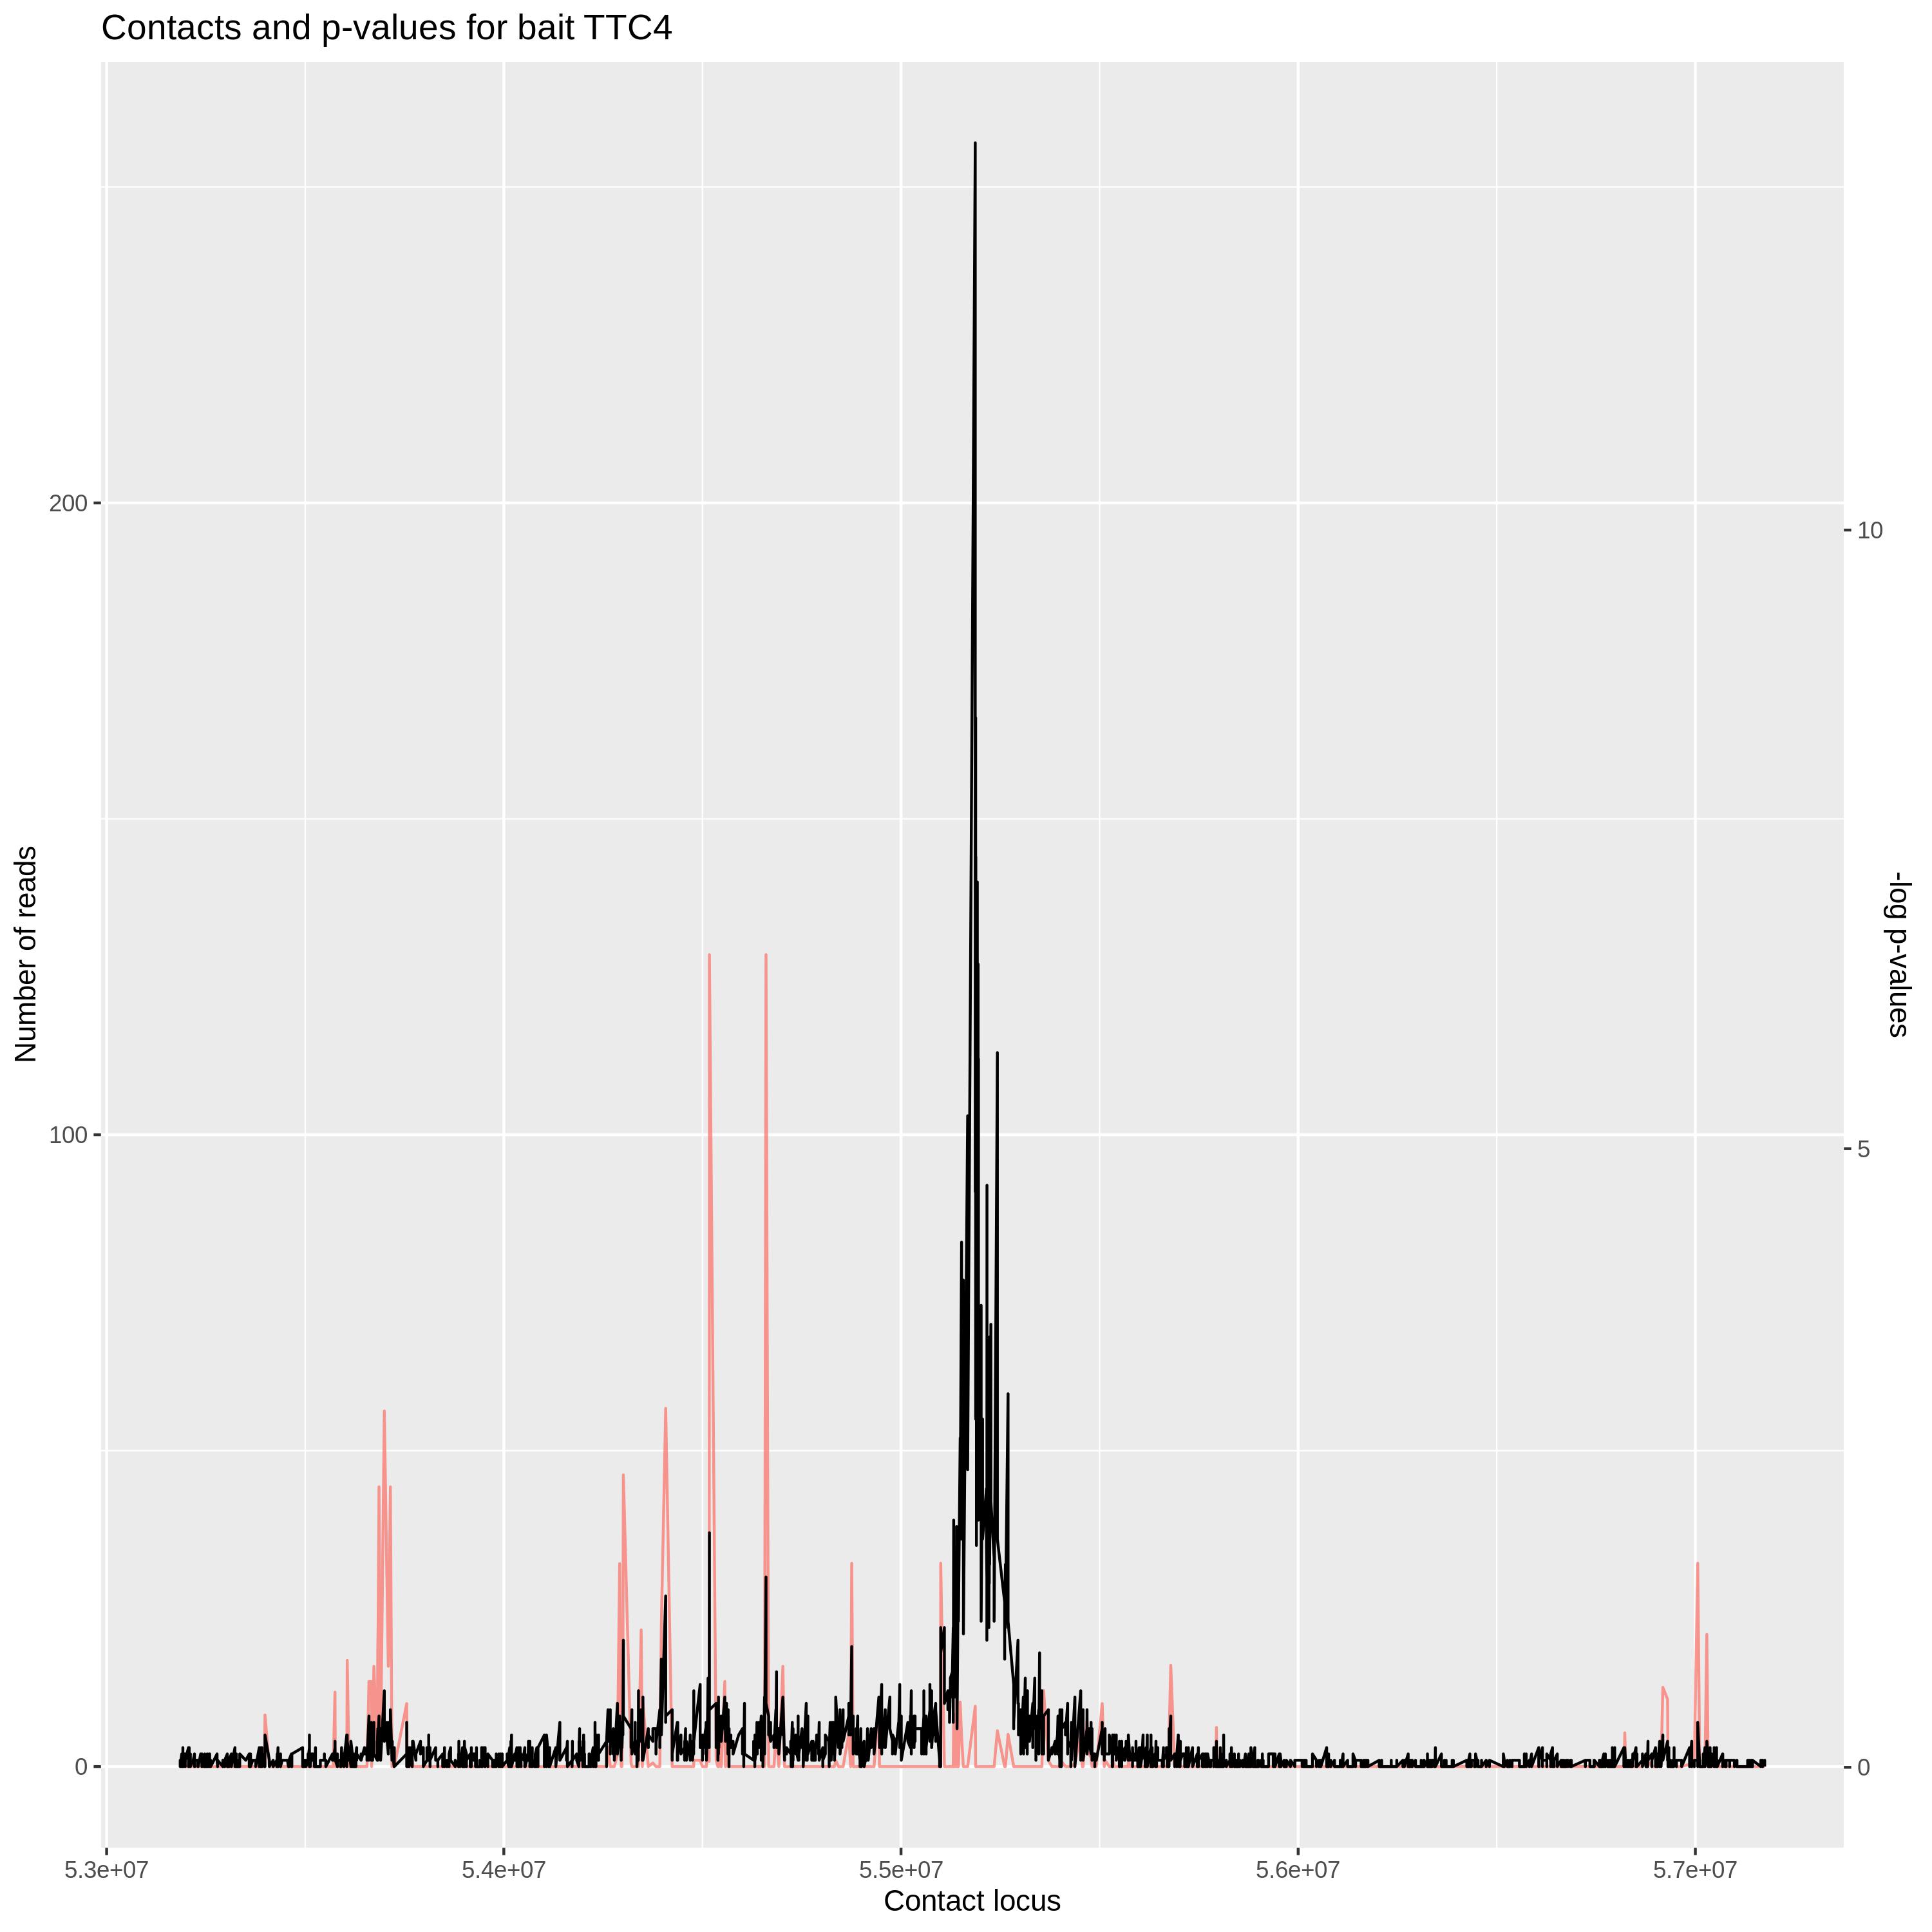 Contacts and p-values for bait TTC4
Number of reads
200
100
0
10
5
0
-log p-values
5.3e+07
5.4e+07
5.5e+07
5.6e+07
5.7e+07
Contact locus